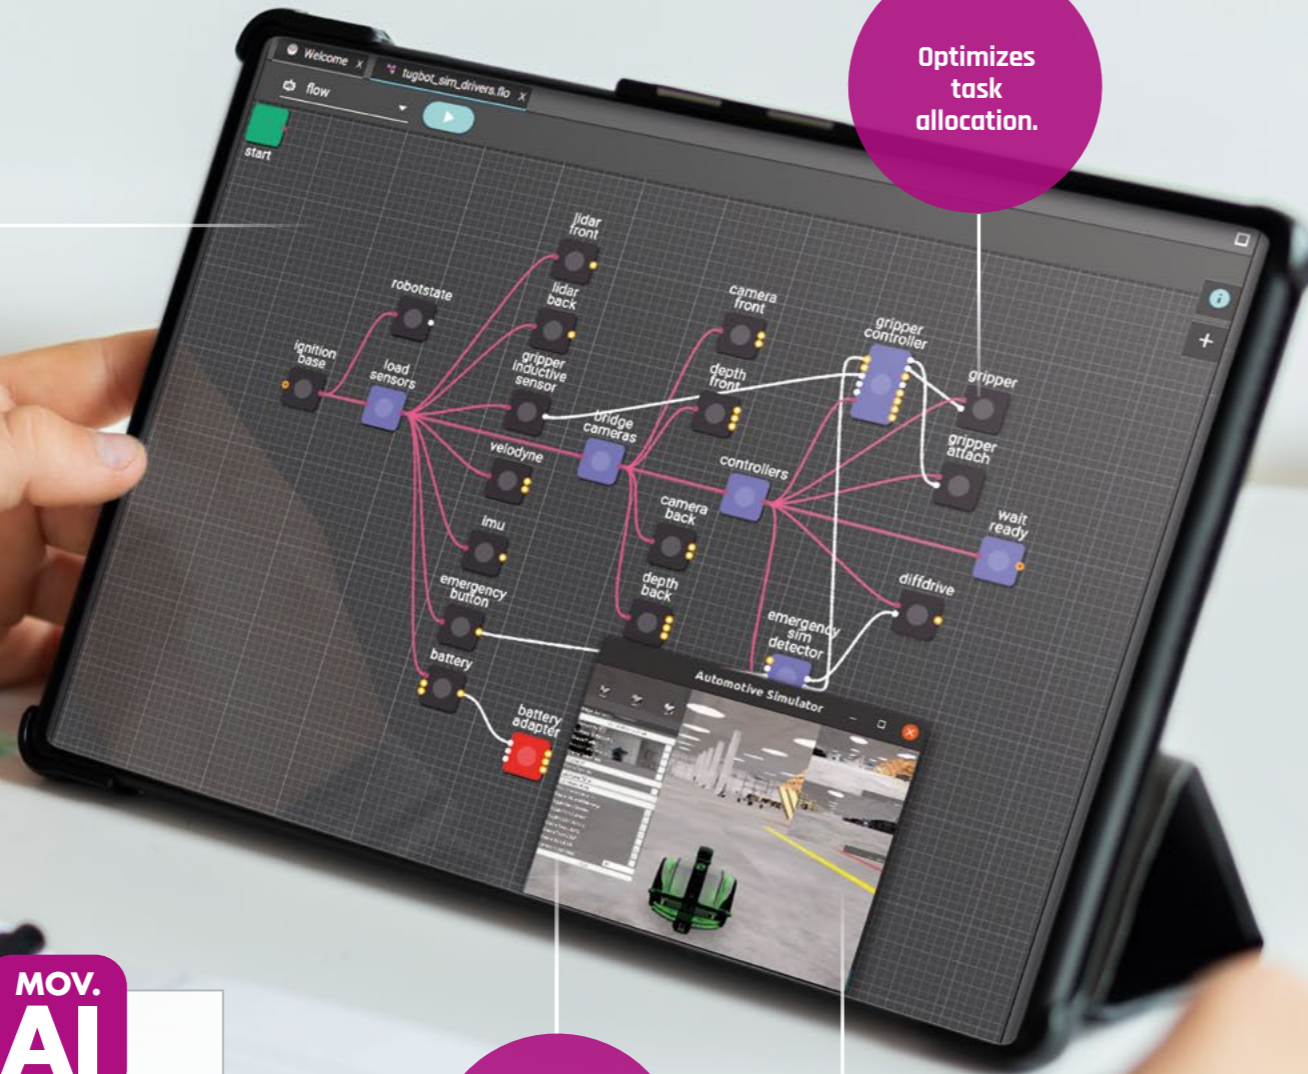 Optimizes
task
allocation.
Welcome x
tugbot_sim_drivers.flo x
flow
start
lidar
front
robotstate
lidar
back
camera
front
ignition
base
load
sensors
gripper
inductive
sensor
depth
front
gripper
controller
gripper
velodyne
bridge
cameras
controllers
gripper
attach
imu
camera
back
wait
ready
emergency
button
depth
back
diffdrive
battery
emergency
sim
detector
battery
adapter
Automotive Simulator
MOV.
AI